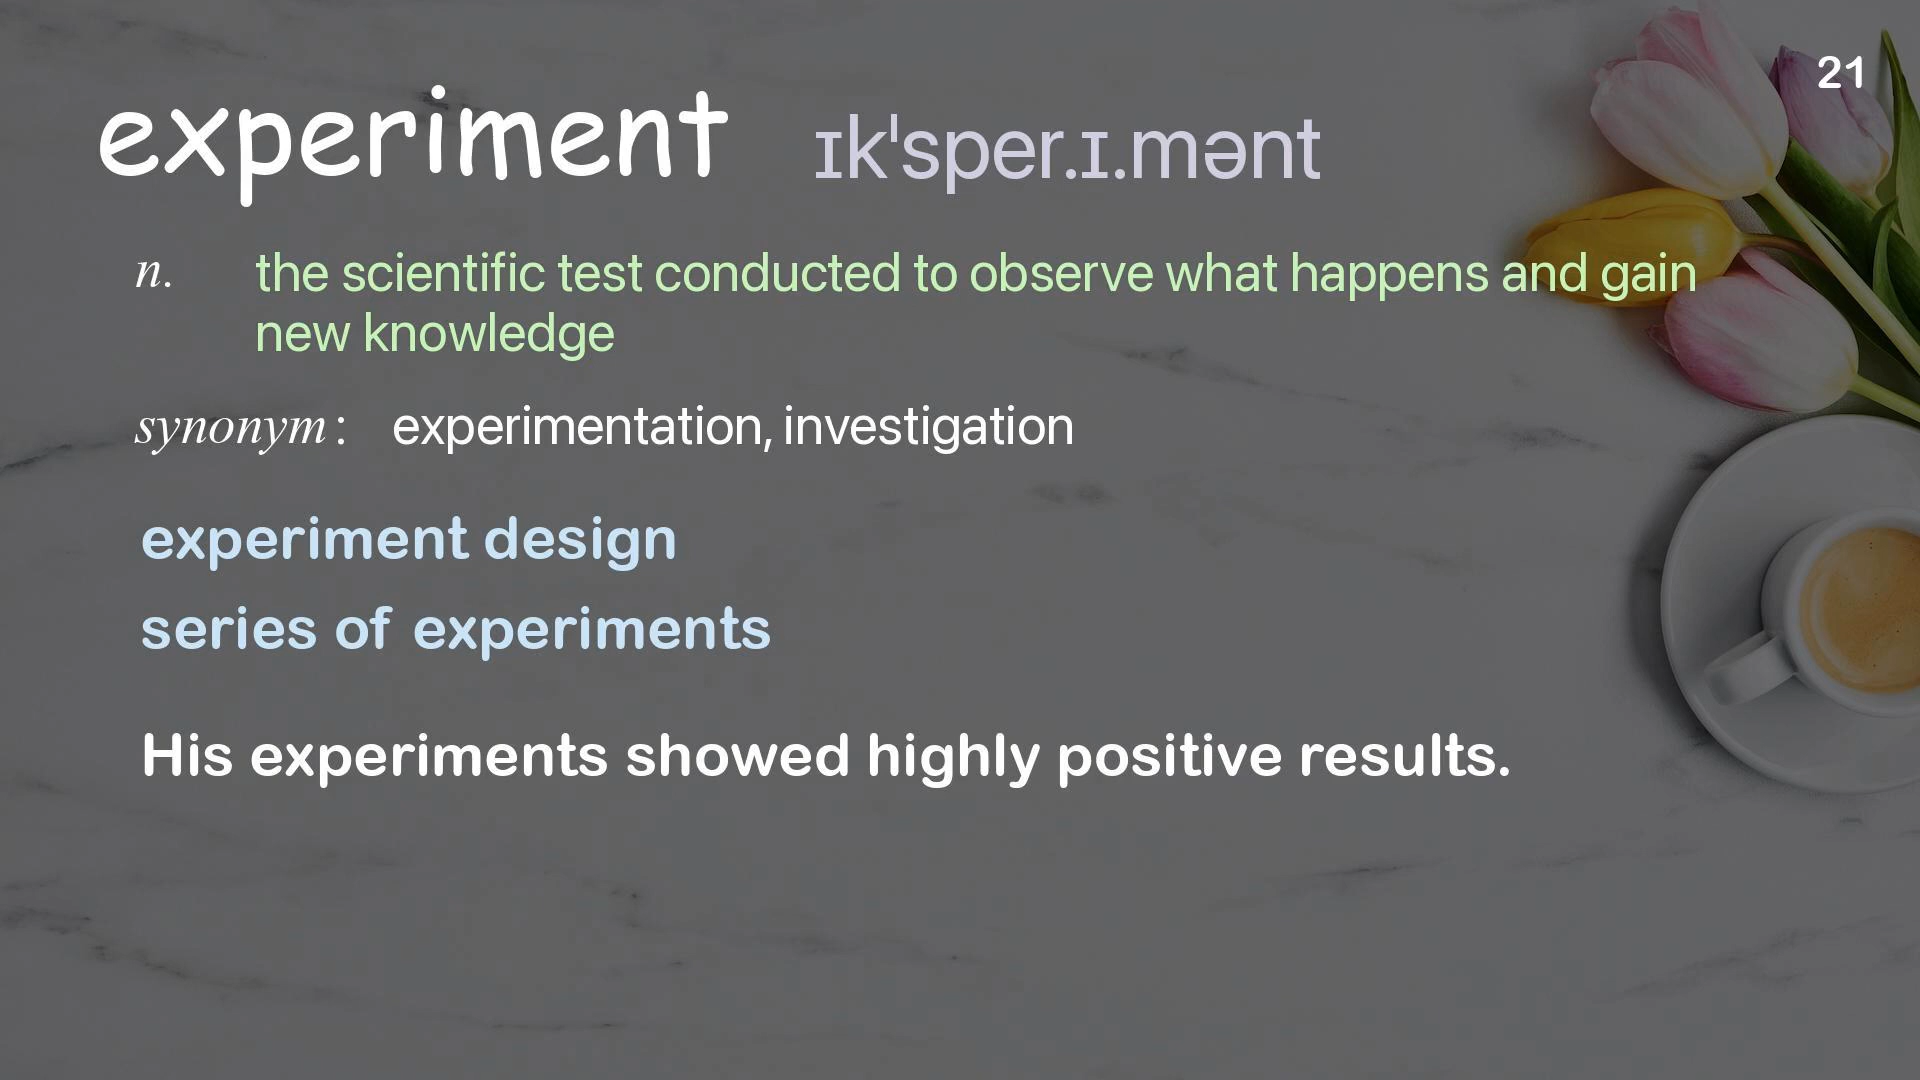 21
experiment ɪkˈsper.ɪ.mənt
n. the scientific test conducted to observe what happens and gain
new knowledge
synonym : experimentation, investigation
experiment design
series of experiments
His experiments showed highly positive results.